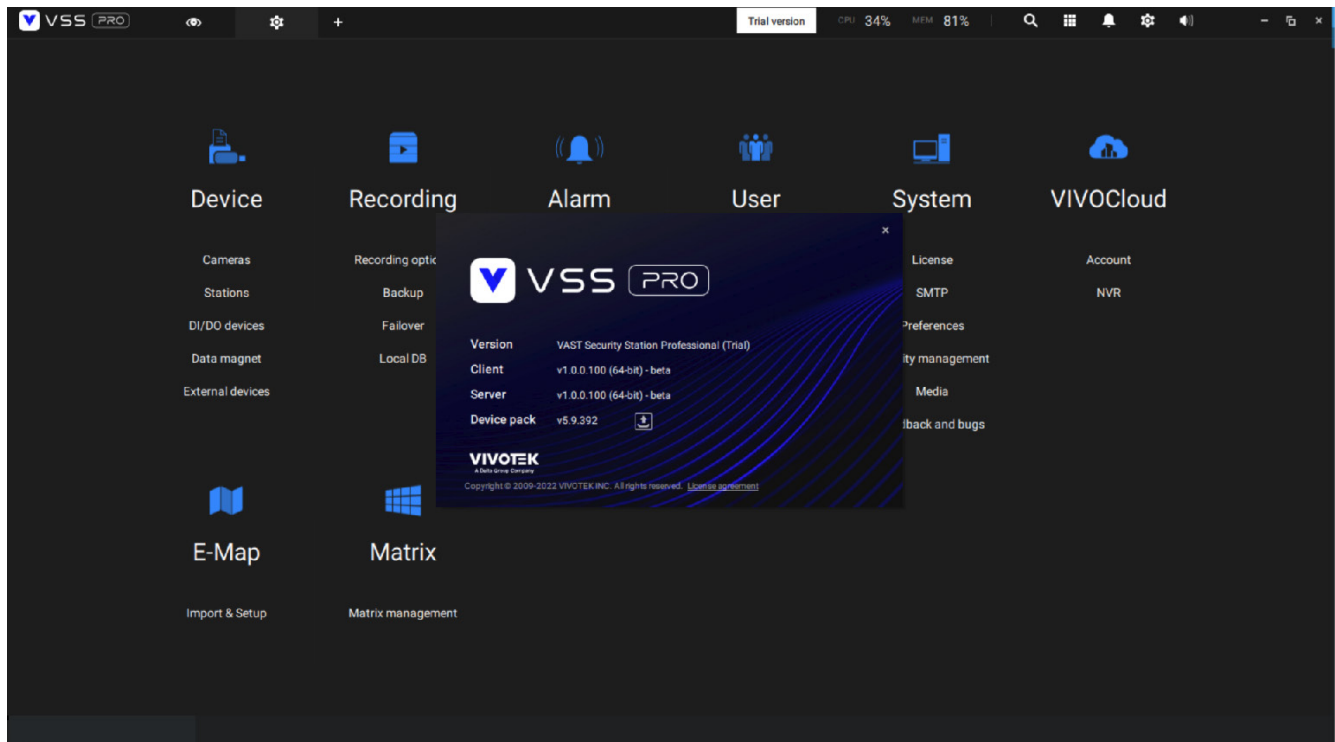 VSS PRO
Trial version
CPU 34% MEM 81%
Device
Recording
Alarm
User
System
VIVOCloud
Cameras
Stations
DI/DO devices
Data magnet
External devices
Recording optic
Backup
Failover
Local DB
License
SMTP
Preferences
ity management
Media
dback and bugs
Account
NVR
VSS PRO
Version VAST Security Station Professional (Trial)
Client v1.0.0.100 (64-bit) - beta
Server v1.0.0.100 (64-bit) - beta
Device pack v5.9.392
VIVOTEK
A Delta Group Company
Copyright © 2009-2022 VIVOTEK INC. All rights reserved. License agreement
E-Map
Matrix
Import & Setup
Matrix management